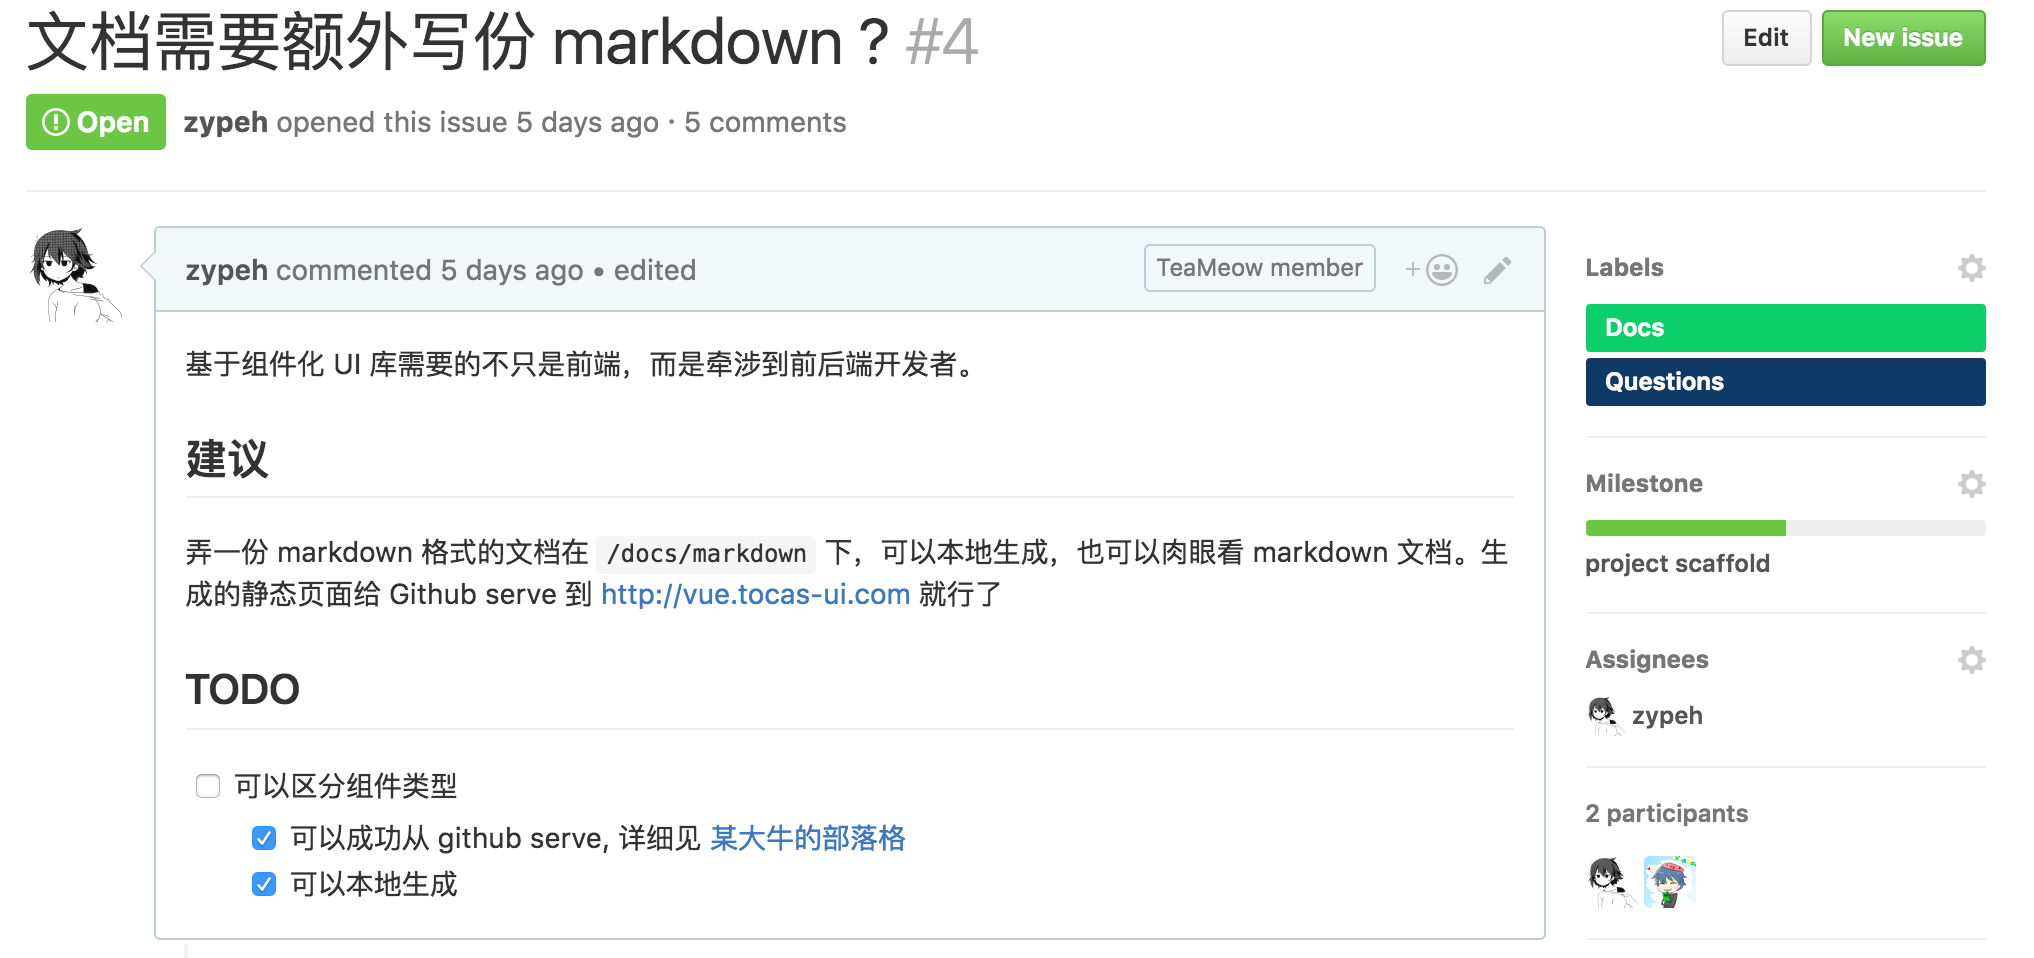 文档需要额外写份 markdown？ #4
Edit
New issue
Open
zypeh opened this issue 5 days ago · 5 comments
zypeh commented 5 days ago • edited
TeaMeow member
基于组件化 UI 库需要的不只是前端，而是牵涉到前后端开发者。
建议
弄一份 markdown 格式的文档在 /docs/markdown 下，可以本地生成，也可以肉眼看 markdown 文档。生
成的静态页面给 Github serve 到 http://vue.tocas-ui.com 就行了
TODO
可以区分组件类型
可以成功从 github serve, 详细见 某大牛的部落格
可以本地生成
Labels
Docs
Questions
Milestone
project scaffold
Assignees
zypeh
2 participants